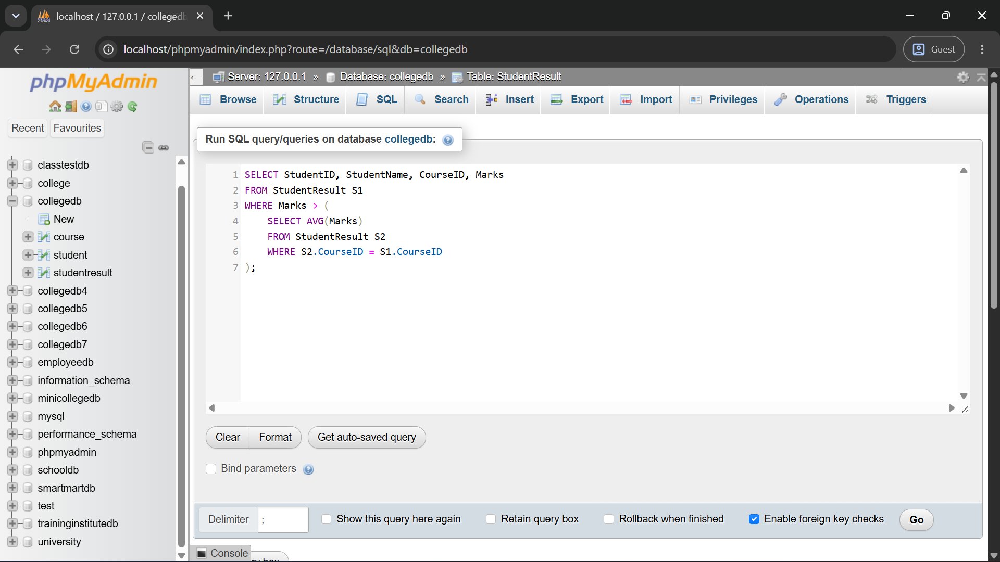 localhost / 127.0.0.1 / collegedb
localhost/phpmyadmin/index.php?route=/database/sql&db=collegedb
Guest
phpMyAdmin
Recent
Favourites
classtestdb
college
collegedb
New
course
student
studentresult
collegedb4
collegedb5
collegedb6
collegedb7
employeedb
information_schema
minicollegedb
mysql
performance_schema
phpmyadmin
schooldb
smartmartdb
test
traininginstitutedb
university
Server: 127.0.0.1 » Database: collegedb » Table: StudentResult
Browse Structure SQL Search Insert Export Import Privileges Operations Triggers
Run SQL query/queries on database collegedb:
1 SELECT StudentID, StudentName, CourseID, Marks
2 FROM StudentResult S1
3 WHERE Marks > (
4 SELECT AVG(Marks)
5 FROM StudentResult S2
6 WHERE S2.CourseID = S1.CourseID
7 );
Clear Format Get auto-saved query
Bind parameters
Delimiter ; Show this query here again Retain query box Rollback when finished Enable foreign key checks Go
Console